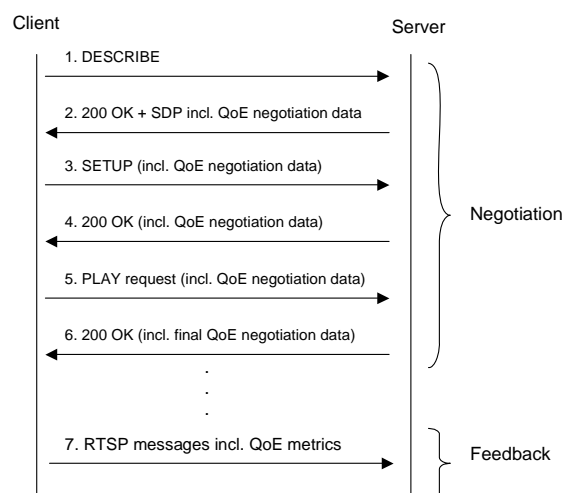 Client
Server
1. DESCRIBE
2. 200 OK + SDP incl. QoE negotiation data
3. SETUP (incl. QoE negotiation data)
4. 200 OK (incl. QoE negotiation data)
Negotiation
5. PLAY request (incl. QoE negotiation data)
6. 200 OK (incl. final QoE negotiation data)
.
.
.
7. RTSP messages incl. QoE metrics
Feedback